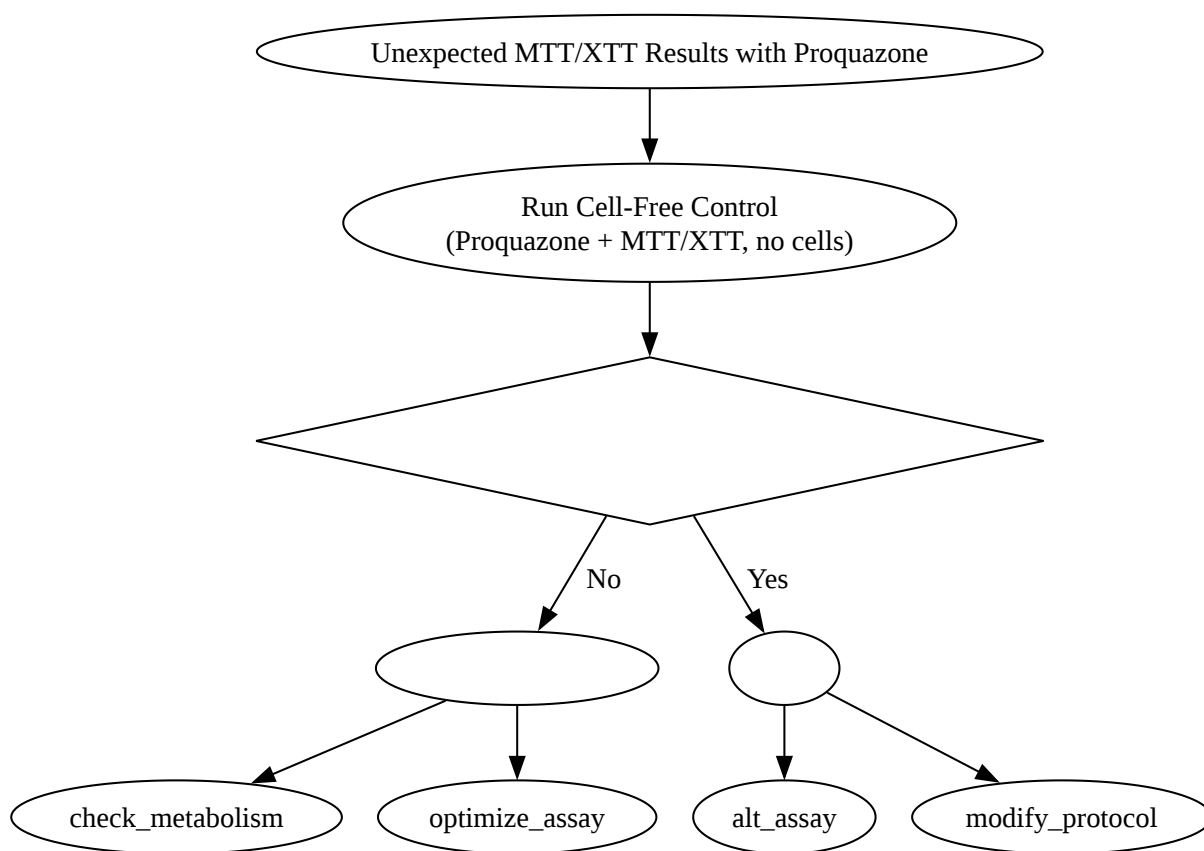 Unexpected MTT/XTT Results with Proquazone
Run Cell-Free Control
(Proquazone + MTT/XTT, no cells)
No
Yes
check_metabolism
optimize_assay
alt_assay
modify_protocol